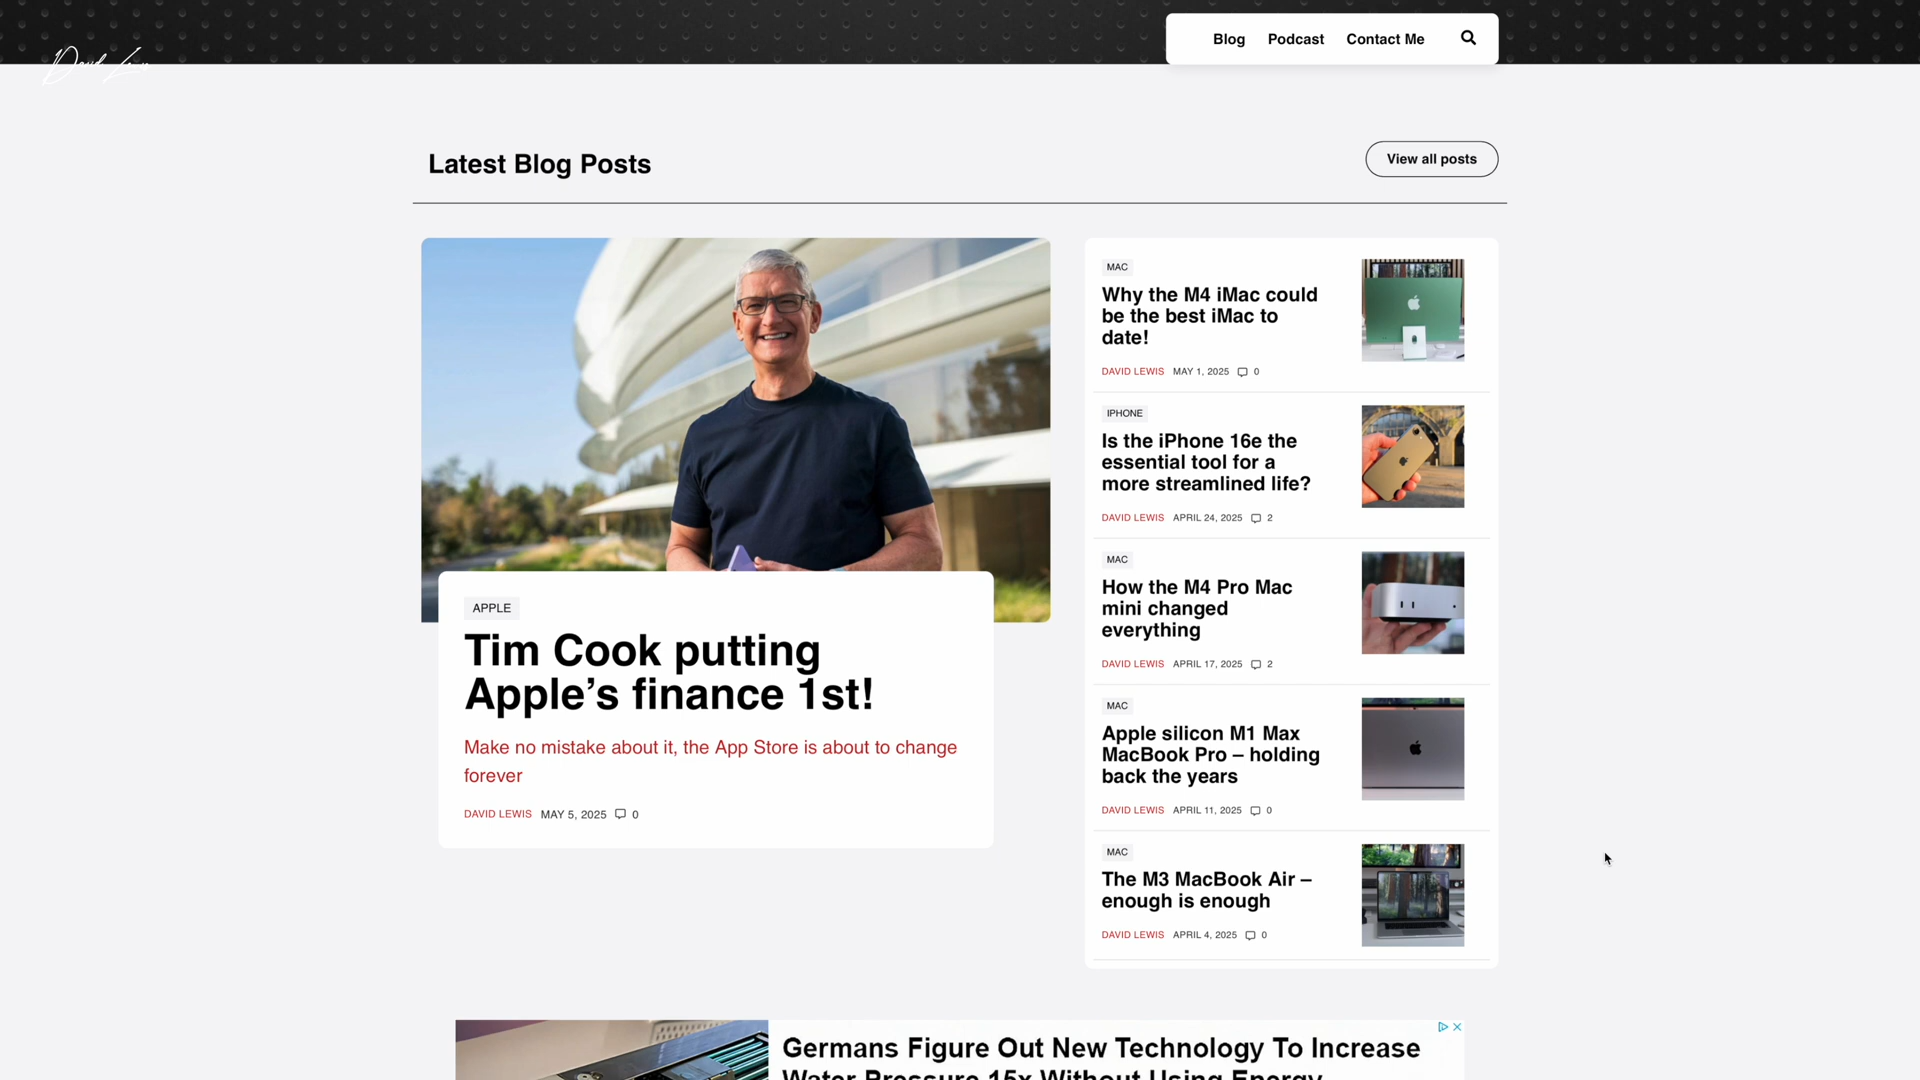 David Lewis
Blog
Podcast
Contact Me
Latest Blog Posts
View all posts
APPLE
Tim Cook putting
Apple’s finance 1st!
Make no mistake about it, the App Store is about to change
forever
DAVID LEWIS MAY 5, 2025 0
MAC
Why the M4 iMac could
be the best iMac to
date!
DAVID LEWIS MAY 1, 2025 0
IPHONE
Is the iPhone 16e the
essential tool for a
more streamlined life?
DAVID LEWIS APRIL 24, 2025 2
MAC
How the M4 Pro Mac
mini changed
everything
DAVID LEWIS APRIL 17, 2025 2
MAC
Apple silicon M1 Max
MacBook Pro – holding
back the years
DAVID LEWIS APRIL 11, 2025 0
MAC
The M3 MacBook Air –
enough is enough
DAVID LEWIS APRIL 4, 2025 0
Germans Figure Out New Technology To Increase
Water Pressure 15x Without Using Energy